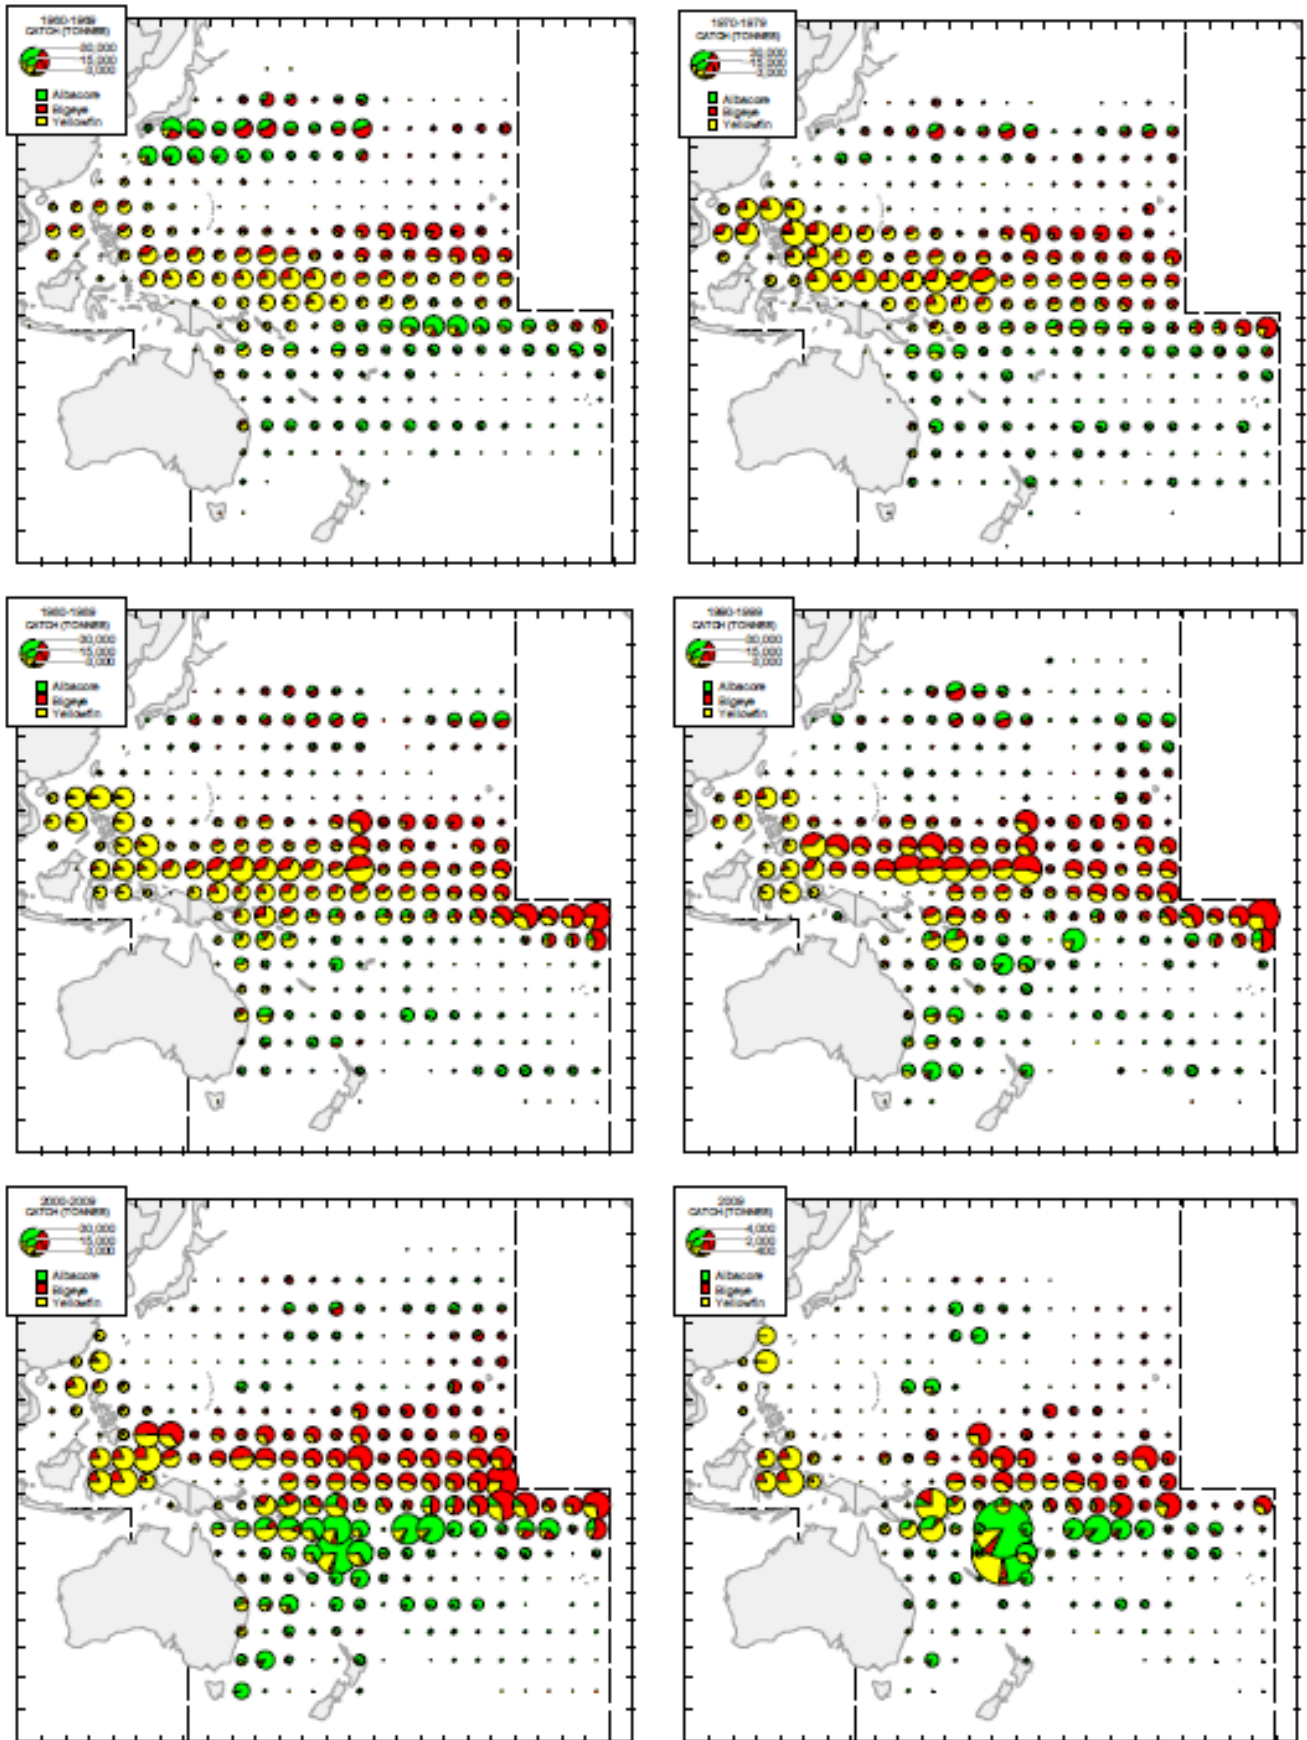 1960-1969
CATCH (TONNES)
30,000
15,000
3,000
Albacore
Bigeye
Yellowfin
1970-1979
CATCH (TONNES)
30,000
15,000
3,000
Albacore
Bigeye
Yellowfin
1980-1989
CATCH (TONNES)
30,000
15,000
3,000
Albacore
Bigeye
Yellowfin
1990-1999
CATCH (TONNES)
30,000
15,000
3,000
Albacore
Bigeye
Yellowfin
2000-2009
CATCH (TONNES)
30,000
15,000
3,000
Albacore
Bigeye
Yellowfin
2009
CATCH (TONNES)
4,000
2,000
400
Albacore
Bigeye
Yellowfin